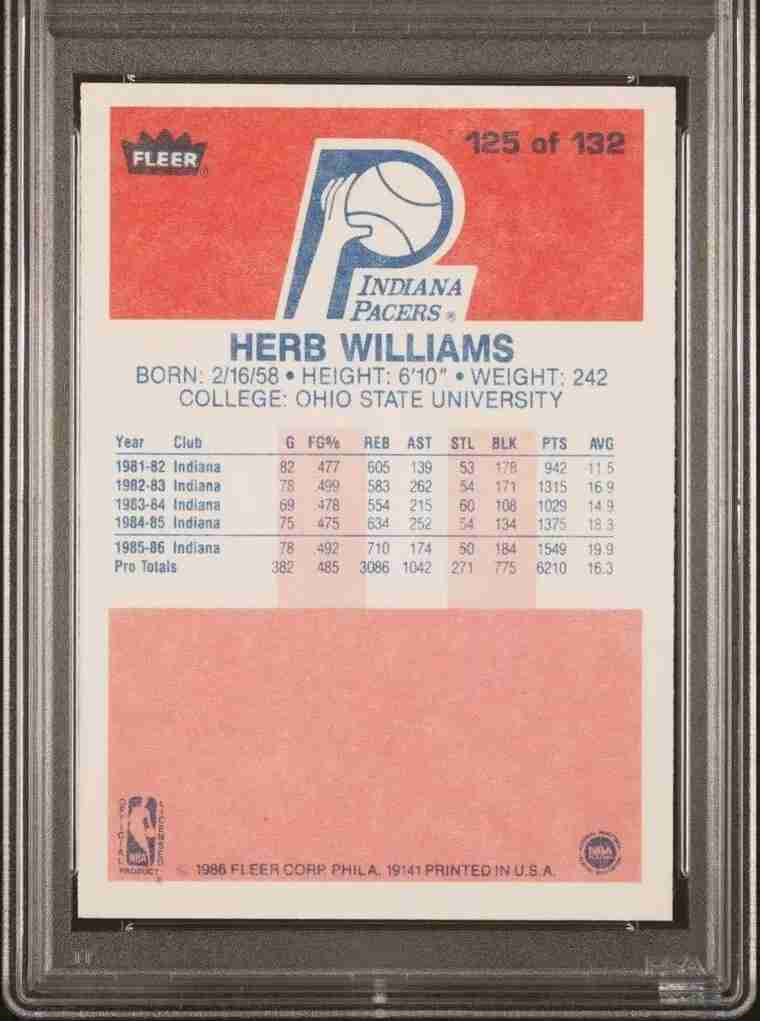 FLEER®
125 of 132
INDIANA
PACERS ®
HERB WILLIAMS
BORN: 2/16/58 • HEIGHT: 6'10" • WEIGHT: 242
COLLEGE: OHIO STATE UNIVERSITY
Year Club G FG% REB AST STL BLK PTS AVG
1981-82 Indiana 82 .477 605 139 53 178 942 11.5
1982-83 Indiana 78 .499 583 262 54 171 1315 16.9
1983-84 Indiana 69 .478 554 215 60 108 1029 14.9
1984-85 Indiana 75 .475 634 252 54 134 1375 18.3
1985-86 Indiana 78 .492 710 174 50 184 1549 19.9
Pro Totals 382 .485 3086 1042 271 775 6210 16.3
OFFICIAL
LICENSED
NBA
PRODUCT
NBA
© 1986 FLEER CORP. PHILA. 19141 PRINTED IN U.S.A.